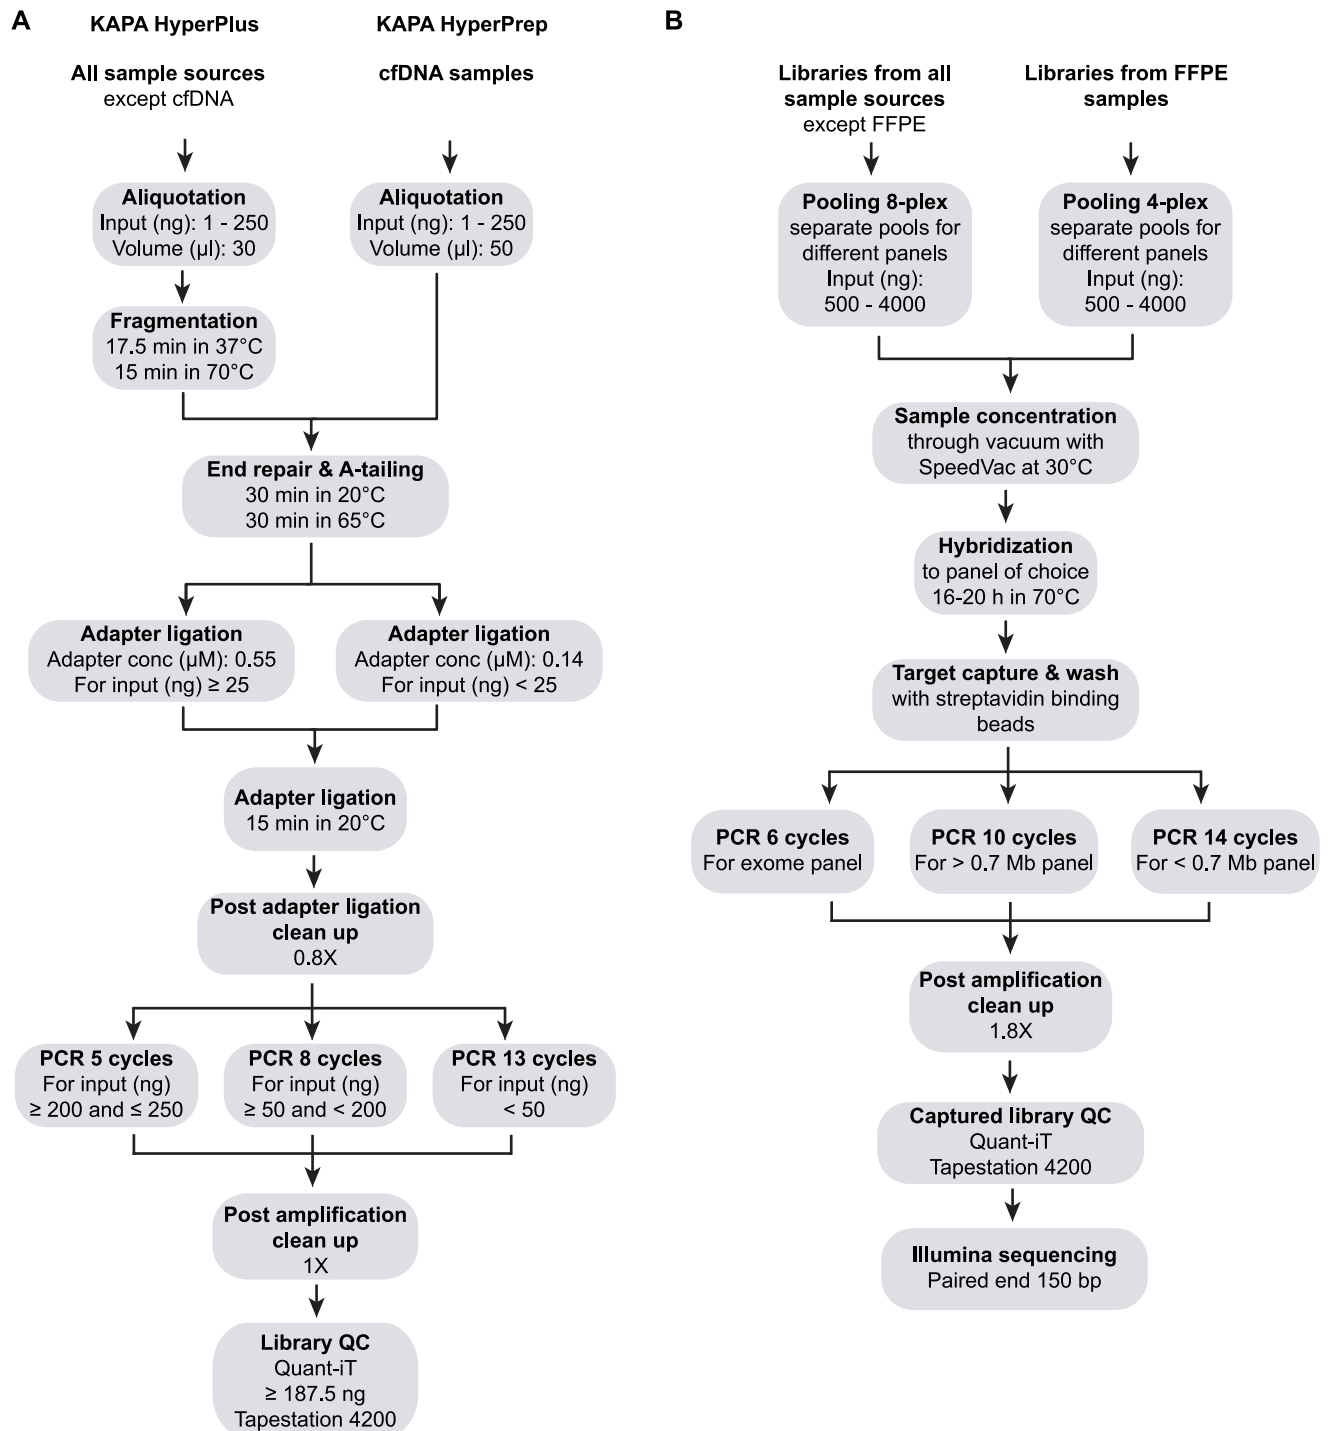 A
KAPA HyperPlus
KAPA HyperPrep
All sample sources
except cfDNA
cfDNA samples
Aliquotation
Input (ng): 1 - 250
Volume (µl): 30
Aliquotation
Input (ng): 1 - 250
Volume (µl): 50
Fragmentation
17.5 min in 37°C
15 min in 70°C
End repair & A-tailing
30 min in 20°C
30 min in 65°C
Adapter ligation
Adapter conc (µM): 0.55
For input (ng) ≥ 25
Adapter ligation
Adapter conc (µM): 0.14
For input (ng) < 25
Adapter ligation
15 min in 20°C
Post adapter ligation
clean up
0.8X
PCR 5 cycles
For input (ng)
≥ 200 and ≤ 250
PCR 8 cycles
For input (ng)
≥ 50 and < 200
PCR 13 cycles
For input (ng)
< 50
Post amplification
clean up
1X
Library QC
Quant-iT
≥ 187.5 ng
Tapestation 4200
B
Libraries from all
sample sources
except FFPE
Libraries from FFPE
samples
Pooling 8-plex
separate pools for
different panels
Input (ng):
500 - 4000
Pooling 4-plex
separate pools for
different panels
Input (ng):
500 - 4000
Sample concentration
through vacuum with
SpeedVac at 30°C
Hybridization
to panel of choice
16-20 h in 70°C
Target capture & wash
with streptavidin binding
beads
PCR 6 cycles
For exome panel
PCR 10 cycles
For > 0.7 Mb panel
PCR 14 cycles
For < 0.7 Mb panel
Post amplification
clean up
1.8X
Captured library QC
Quant-iT
Tapestation 4200
Illumina sequencing
Paired end 150 bp